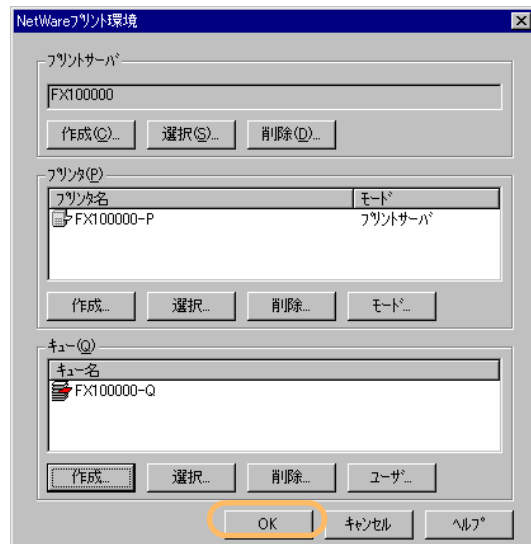 NetWareﾌﾟﾘﾝﾄ環境
ﾌﾟﾘﾝﾄｻｰﾊﾞ
FX100000
作成(C)... 選択(S)... 削除(D)...
ﾌﾟﾘﾝﾀ(P)
ﾌﾟﾘﾝﾀ名 ﾓｰﾄﾞ
FX100000-P ﾌﾟﾘﾝﾄｻｰﾊﾞ
作成... 選択... 削除... ﾓｰﾄﾞ...
ｷｭｰ(Q)
ｷｭｰ名
FX100000-Q
作成... 選択... 削除... ﾕｰｻﾞ...
OK ｷｬﾝｾﾙ ﾍﾙﾌﾟ